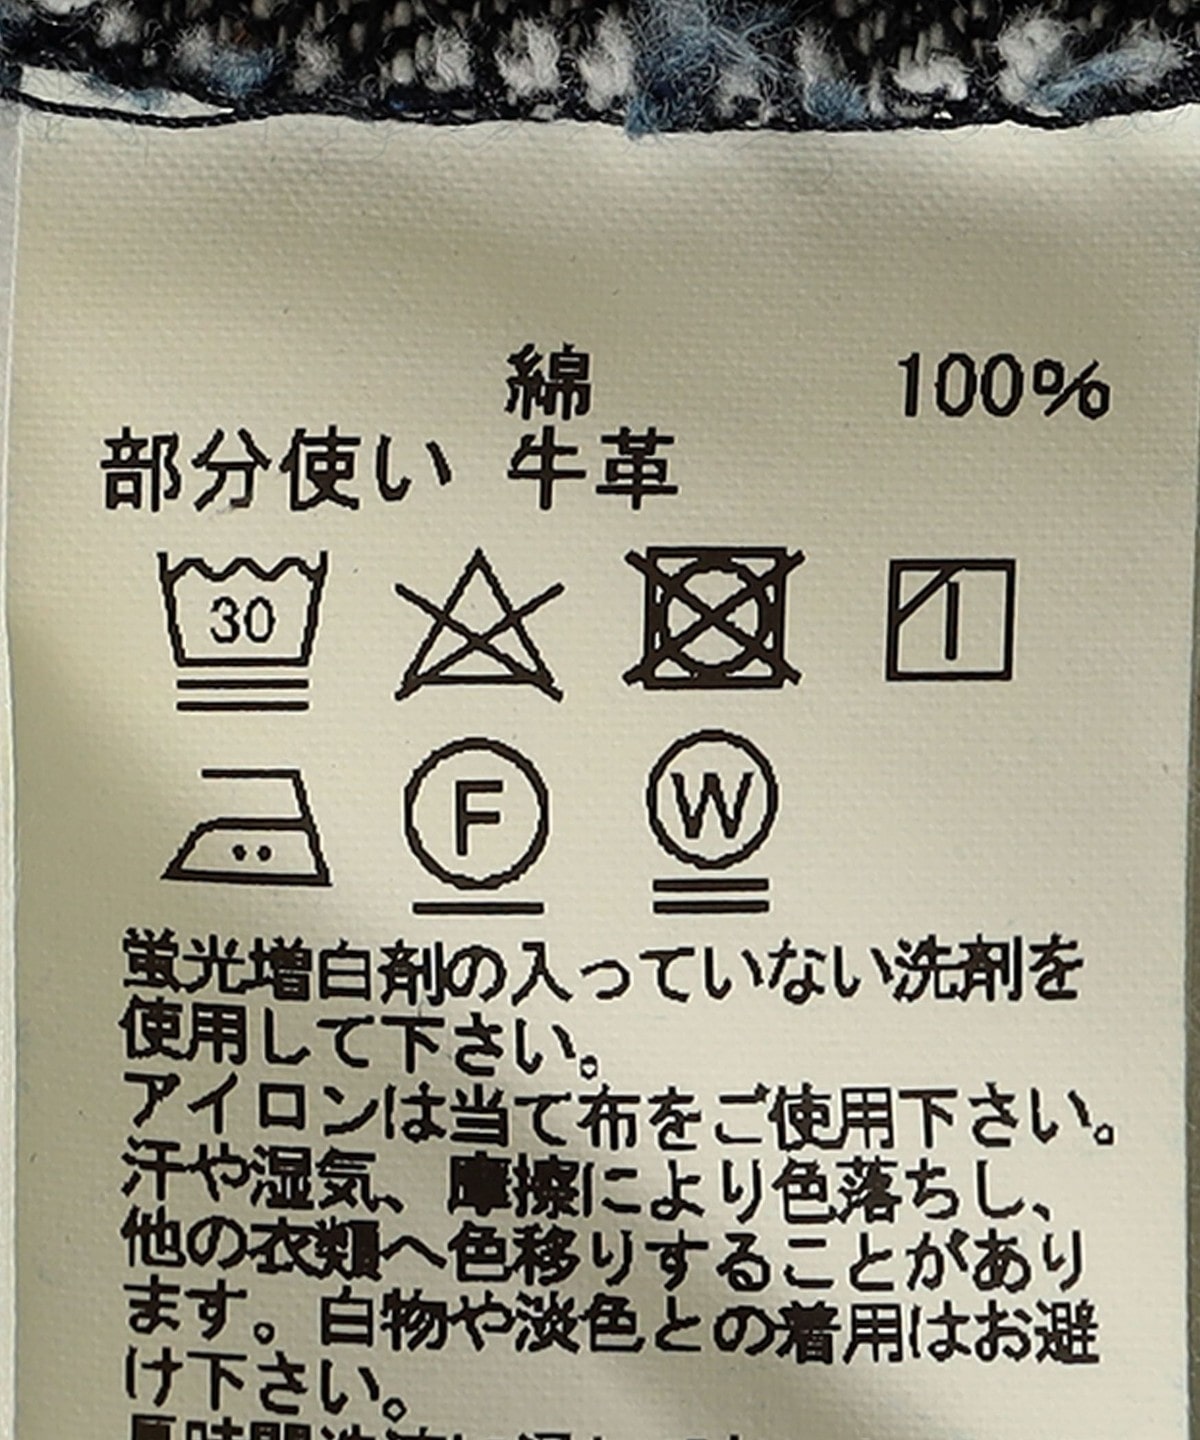 綿 100%
部分使い 牛革
30
F W
蛍光増白剤の入っていない洗剤を
使用して下さい。
アイロンは当て布をご使用下さい。
汗や湿気、摩擦により色落ちし、
他の衣類へ色移りすることがあり
ます。白物や淡色との着用はお避
け下さい。